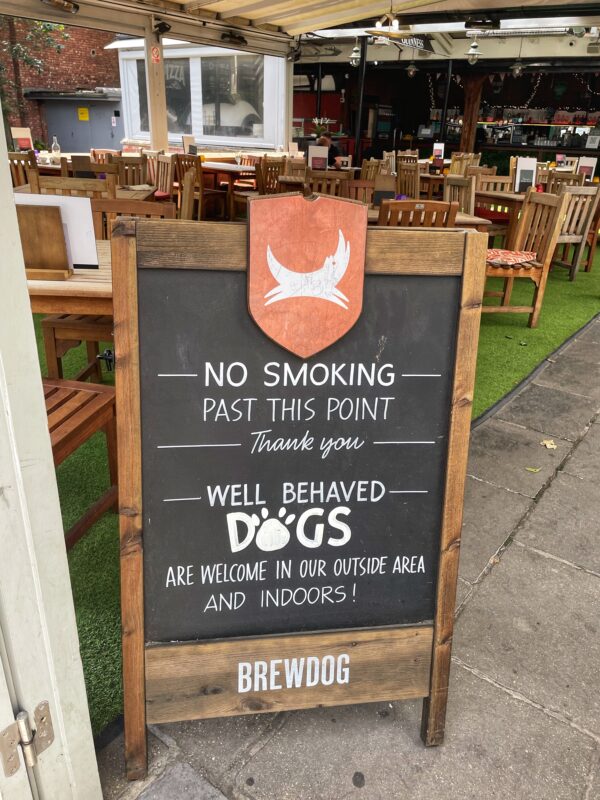 NO SMOKING
PAST THIS POINT
Thank you
WELL BEHAVED
DOGS
ARE WELCOME IN OUR OUTSIDE AREA
AND INDOORS!
BREWDOG